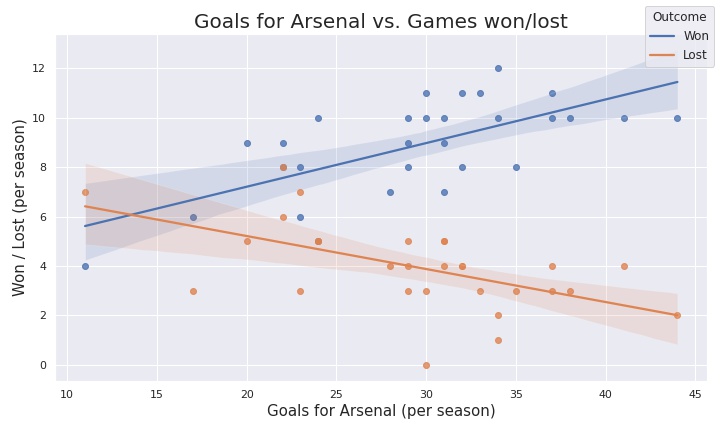 Goals for Arsenal vs. Games won/lost
Outcome
Won
Lost
Won / Lost (per season)
12
10
8
6
4
2
0
10 15 20 25 30 35 40 45
Goals for Arsenal (per season)